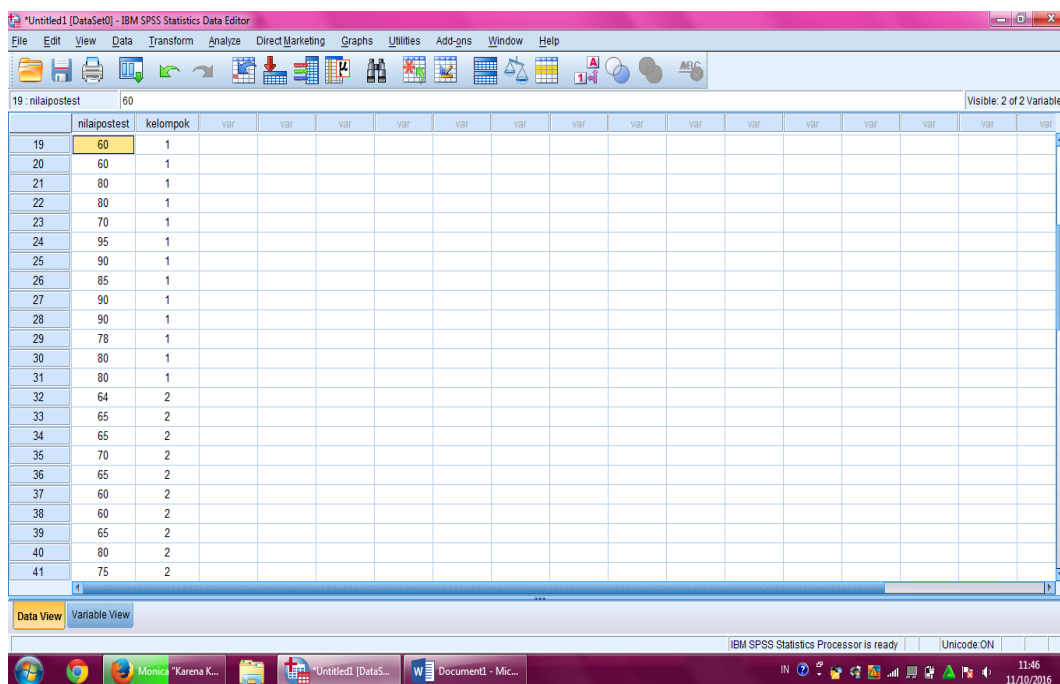 *Untitled1 [DataSet0] - IBM SPSS Statistics Data Editor
File Edit View Data Transform Analyze Direct Marketing Graphs Utilities Add-ons Window Help
19 : nilaipostest 60 Visible: 2 of 2 Variable
nilaipostest kelompok var var var var var var var var var var var var var var
19 60 1
20 60 1
21 80 1
22 80 1
23 70 1
24 95 1
25 90 1
26 85 1
27 90 1
28 90 1
29 78 1
30 80 1
31 80 1
32 64 2
33 65 2
34 65 2
35 70 2
36 65 2
37 60 2
38 60 2
39 65 2
40 80 2
41 75 2
Data View Variable View
IBM SPSS Statistics Processor is ready Unicode:ON
Monica "Karena K... *Untitled1 [DataS... Document1 - Mic... IN 11:46
11/10/2016